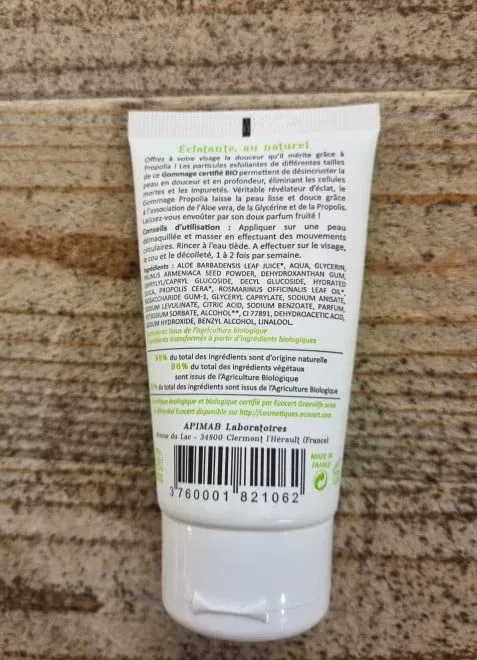 Éclatante, au naturel
Offrez à votre visage la douceur qu'il mérite grâce à
Propolia ! Les particules exfoliantes de différentes tailles
de ce Gommage certifié BIO permettent de désincruster la
peau en douceur et en profondeur, éliminant les cellules
mortes et les impuretés. Véritable révélateur d'éclat, le
Gommage Propolia laisse la peau lisse et douce grâce
à l'association de l'Aloe vera, de la Glycérine et de la Propolis.
Laissez-vous envoûter par son doux parfum fruité !
Conseils d'utilisation : Appliquer sur une peau
démaquillée et masser en effectuant des mouvements
circulaires. Rincer à l'eau tiède. A effectuer sur le visage,
le cou et le décolleté, 1 à 2 fois par semaine.
Ingrédients : ALOE BARBADENSIS LEAF JUICE*, AQUA, GLYCERIN,
PRUNUS ARMENIACA SEED POWDER, DEHYDROXANTHAN GUM,
CAPRYLYL/CAPRYL GLUCOSIDE, DECYL GLUCOSIDE, HYDRATED
SILICA, PROPOLIS CERA*, ROSMARINUS OFFICINALIS LEAF OIL*,
BIOSACCHARIDE GUM-1, GLYCERYL CAPRYLATE, SODIUM ANISATE,
SODIUM LEVULINATE, CITRIC ACID, SODIUM BENZOATE, PARFUM,
POTASSIUM SORBATE, ALCOHOL**, CI 77891, DEHYDROACETIC ACID,
SODIUM HYDROXIDE, BENZYL ALCOHOL, LINALOOL.
issus de l'agriculture biologique
Ingrédients transformés à partir d'ingrédients biologiques
98% du total des ingrédients sont d'origine naturelle
96% du total des ingrédients végétaux
sont issus de l'Agriculture Biologique
du total des ingrédients sont issus de l'Agriculture Biologique
écologique et biologique certifié par Ecocert Greenlife
Ecocert disponible sur http://cosmetiques.ecocert.com
APIMAB Laboratoires
du Lac - 34800 Clermont l'Hérault (France)
MADE IN
FRANCE
3 760001 821062